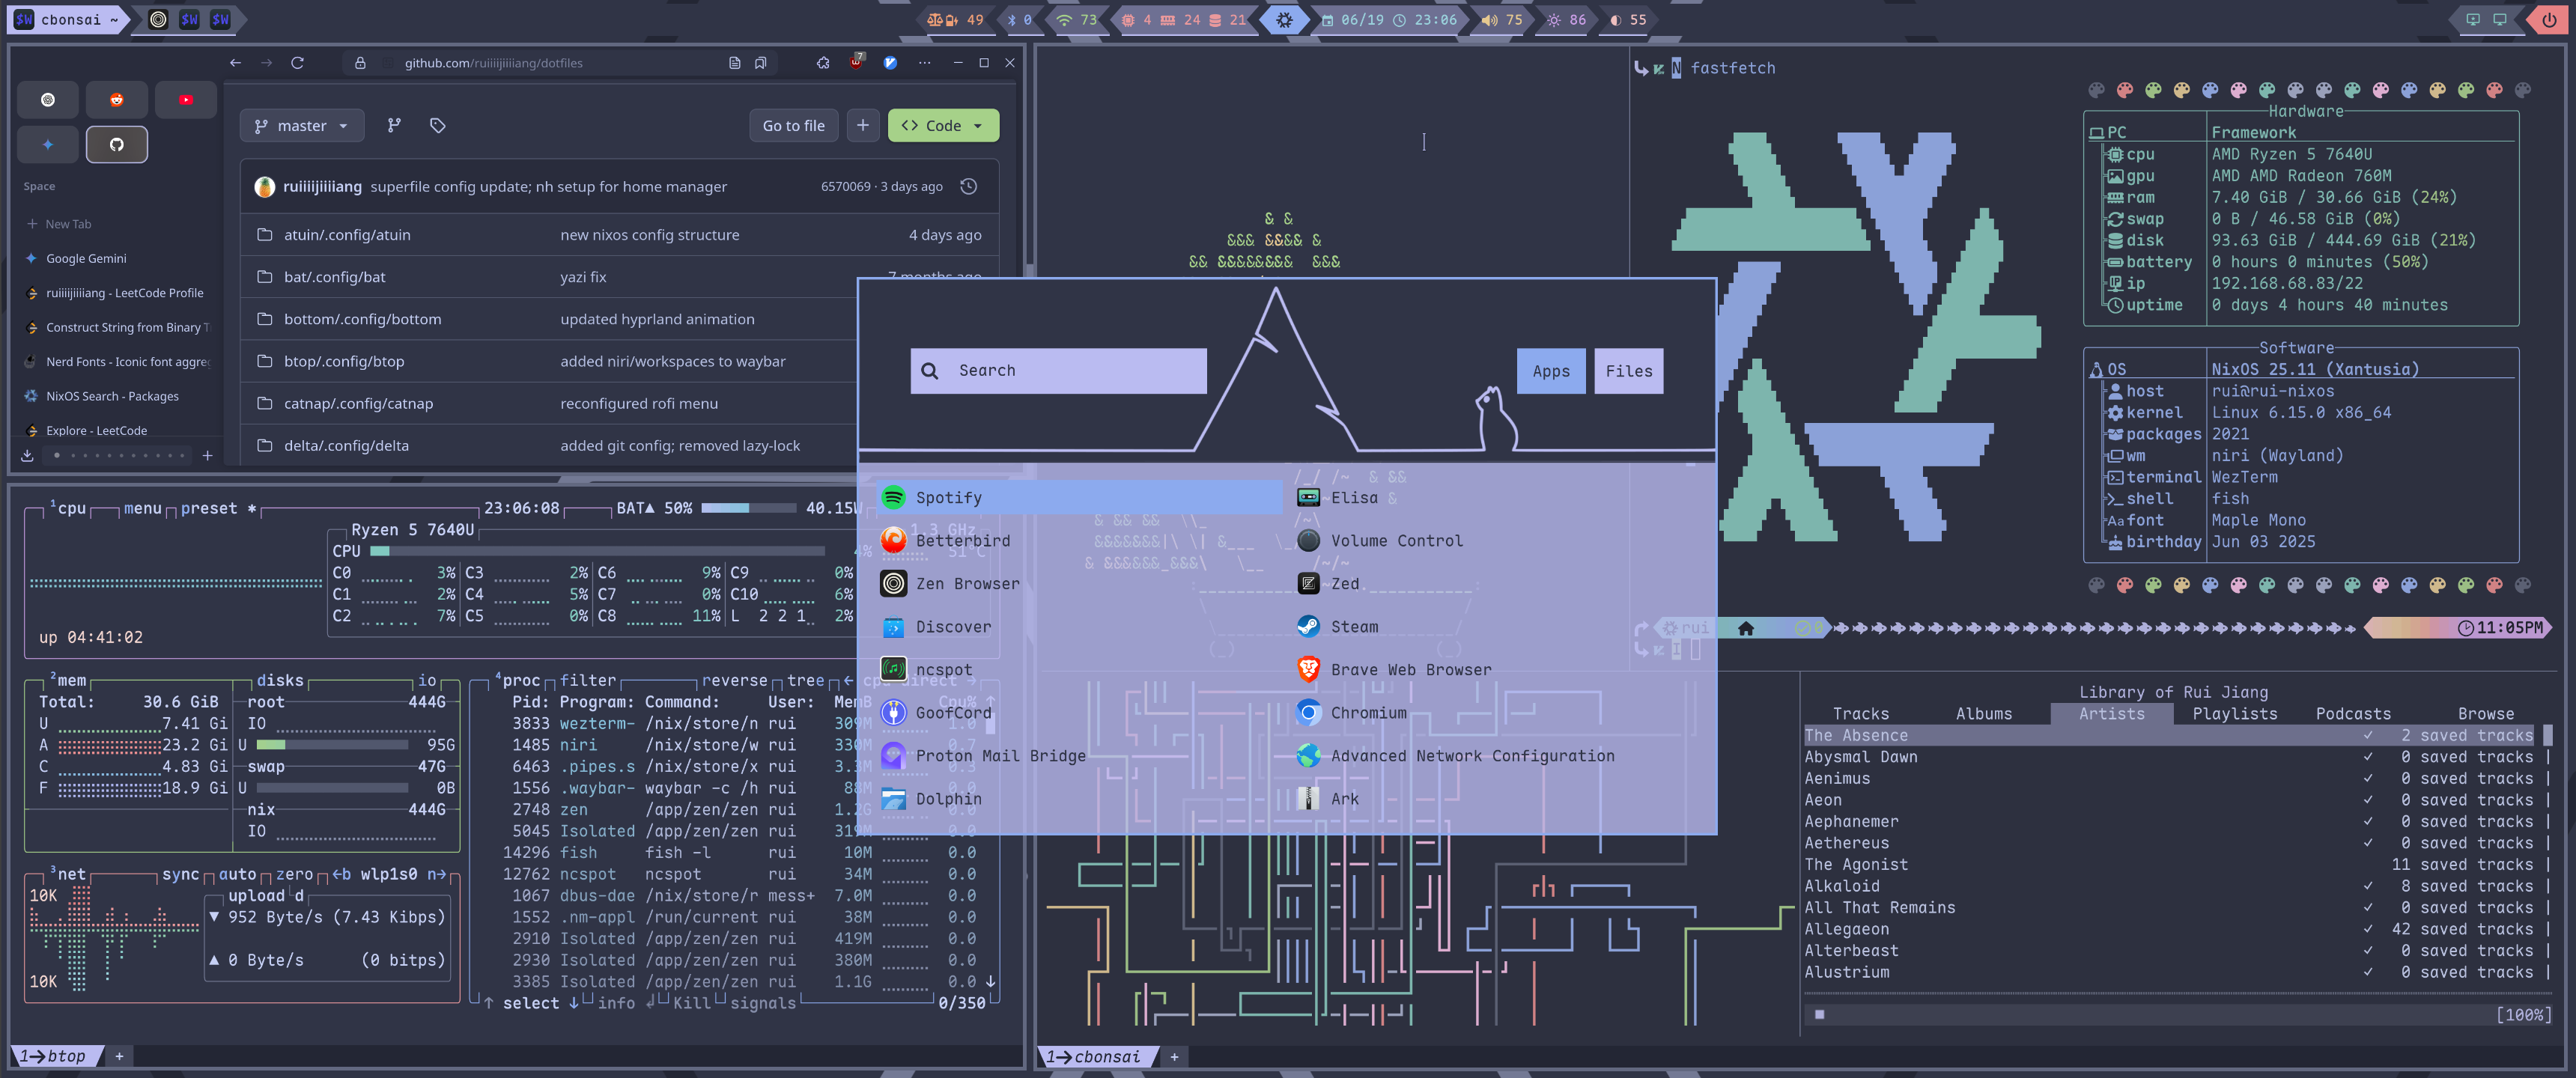 $W cbonsai ~ $W $W
49 0 73 4 24 21 06/19 23:06 75 86 55
github.com/ruiiiijiiiiang/dotfiles 7
master Go to file + <> Code
Space
+ New Tab
Google Gemini
ruiiiijiiiiang - LeetCode Profile
Construct String from Binary T
Nerd Fonts - Iconic font aggre
NixOS Search - Packages
Explore - LeetCode
ruiiiijiiiiang superfile config update; nh setup for home manager 6570069 · 3 days ago
atuin/.config/atuin new nixos config structure 4 days ago
bat/.config/bat yazi fix 7 months ago
bottom/.config/bottom updated hyprland animation
btop/.config/btop added niri/workspaces to waybar
catnap/.config/catnap reconfigured rofi menu
delta/.config/delta added git config; removed lazy-lock
1cpu menu preset * 23:06:08 BAT▲ 50% 40.15W
Ryzen 5 7640U 1.3 GHz
CPU 4% 51°C
C0 3% C3 2% C6 9% C9 0%
C1 2% C4 5% C7 0% C10 6%
C2 7% C5 0% C8 11% L 2 2 1 2%
up 04:41:02
2mem disks io
Total: 30.6 GiB root 444G
U 7.41 Gi IO
A 23.2 Gi U 95G
C 4.83 Gi swap 47G
F 18.9 Gi U 0B
nix 444G
IO
3net sync auto zero ←b wlp1s0 n→
10K upload d
▼ 952 Byte/s (7.43 Kibps)
▲ 0 Byte/s (0 bitps)
10K
4proc filter reverse tree ← cpu direct →
Pid: Program: Command: User: MemB Cpu% ↑
3833 wezterm- /nix/store/n rui 309M 1.0
1485 niri /nix/store/w rui 330M 0.7
6463 .pipes.s /nix/store/x rui 3.3M 0.3
1556 .waybar- waybar -c /h rui 88M
2748 zen /app/zen/zen rui 1.2G 0.0
5045 Isolated /app/zen/zen rui 319M 0.0
14296 fish fish -l rui 10M 0.0
12762 ncspot ncspot rui 34M 0.0
1067 dbus-dae /nix/store/r mess+ 7.0M 0.0
1552 .nm-appl /run/current rui 38M 0.0
2910 Isolated /app/zen/zen rui 419M 0.0
2930 Isolated /app/zen/zen rui 380M 0.0
3385 Isolated /app/zen/zen rui 1.1G 0.0 ↓
↑ select ↓ info ↲ Kill signals 0/350
1→btop +
Search Apps Files
Spotify
Betterbird
Zen Browser
Discover
ncspot
GoofCord
Proton Mail Bridge
Dolphin
Elisa
Volume Control
Zed
Steam
Brave Web Browser
Chromium
Advanced Network Configuration
Ark
& &
&&& &&&& &
&& &&&&&&&& &&&
N fastfetch
Hardware
PC Framework
cpu AMD Ryzen 5 7640U
gpu AMD AMD Radeon 760M
ram 7.40 GiB / 30.66 GiB (24%)
swap 0 B / 46.58 GiB (0%)
disk 93.63 GiB / 444.69 GiB (21%)
battery 0 hours 0 minutes (50%)
ip 192.168.68.83/22
uptime 0 days 4 hours 40 minutes
Software
OS NixOS 25.11 (Xantusia)
host rui@rui-nixos
kernel Linux 6.15.0 x86_64
packages 2021
wm niri (Wayland)
terminal WezTerm
shell fish
Aa font Maple Mono
birthday Jun 03 2025
rui 0 11:05PM
I
Library of Rui Jiang
Tracks Albums Artists Playlists Podcasts Browse
The Absence ✓ 2 saved tracks
Abysmal Dawn ✓ 0 saved tracks
Aenimus ✓ 0 saved tracks
Aeon ✓ 0 saved tracks
Aephanemer ✓ 0 saved tracks
Aethereus ✓ 0 saved tracks
The Agonist 11 saved tracks
Alkaloid ✓ 8 saved tracks
All That Remains ✓ 0 saved tracks
Allegaeon ✓ 42 saved tracks
Alterbeast ✓ 0 saved tracks
Alustrium ✓ 0 saved tracks
[100%]
1→cbonsai +